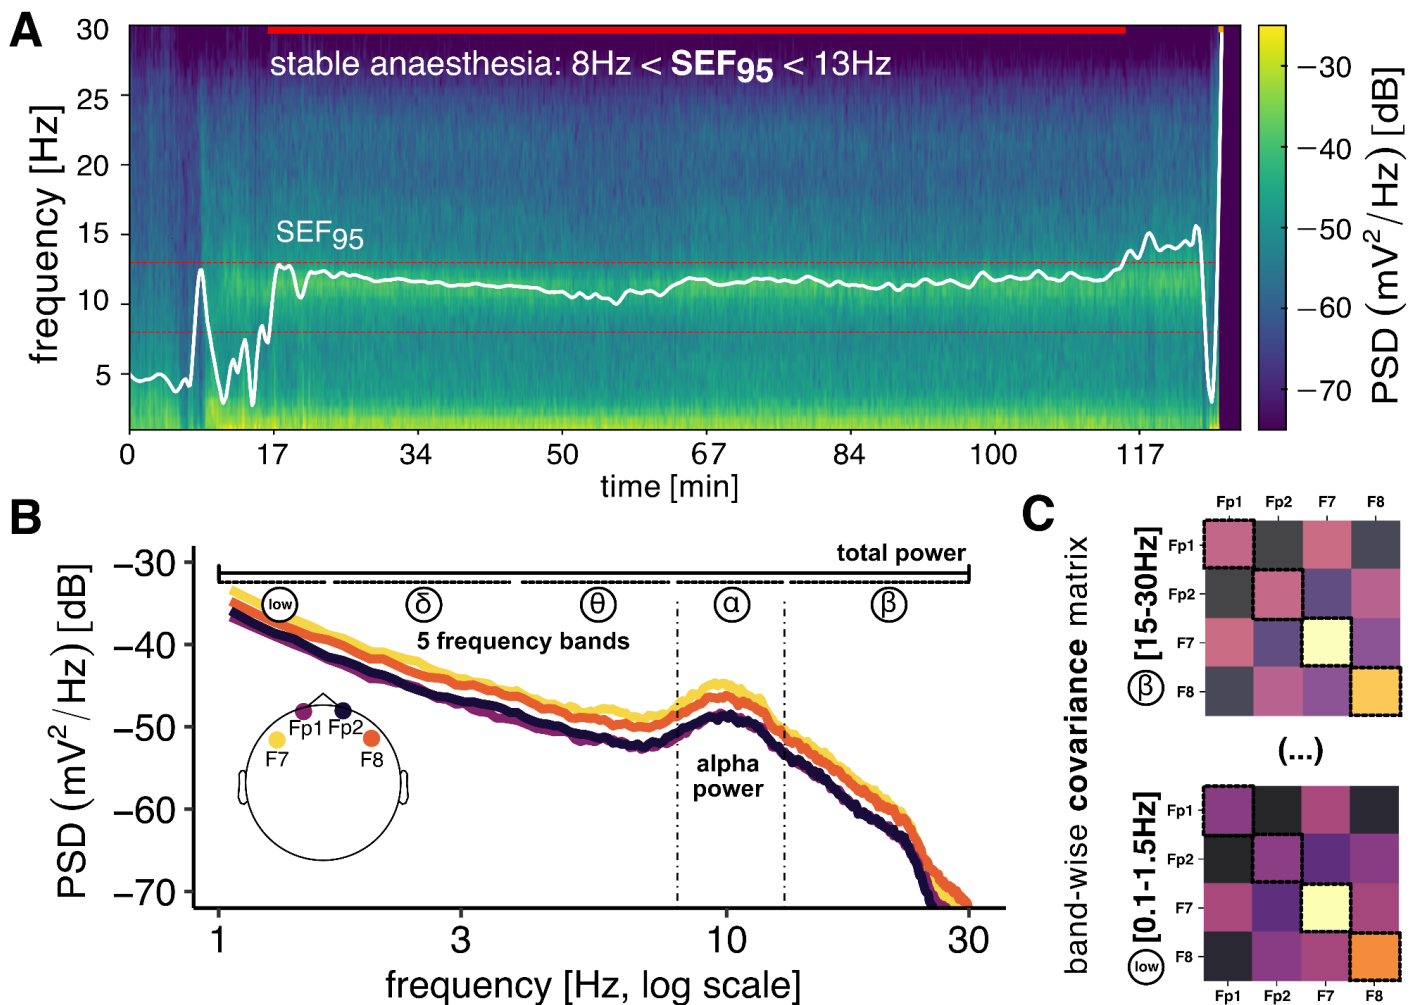 A
stable anaesthesia: 8Hz < SEF95 < 13Hz
SEF95
frequency [Hz]
30
25
20
15
10
5
0 17 34 50 67 84 100 117
time [min]
−30
−40
−50
−60
−70
PSD (mV²/Hz) [dB]
B
total power
low δ θ α β
5 frequency bands
alpha
power
Fp1 Fp2
F7 F8
PSD (mV²/Hz) [dB]
−30
−40
−50
−60
−70
1 3 10 30
frequency [Hz, log scale]
C
band-wise covariance matrix
β [15-30Hz]
Fp1 Fp2 F7 F8
Fp1
Fp2
F7
F8
(...)
low [0.1-1.5Hz]
Fp1
Fp2
F7
F8
Fp1 Fp2 F7 F8